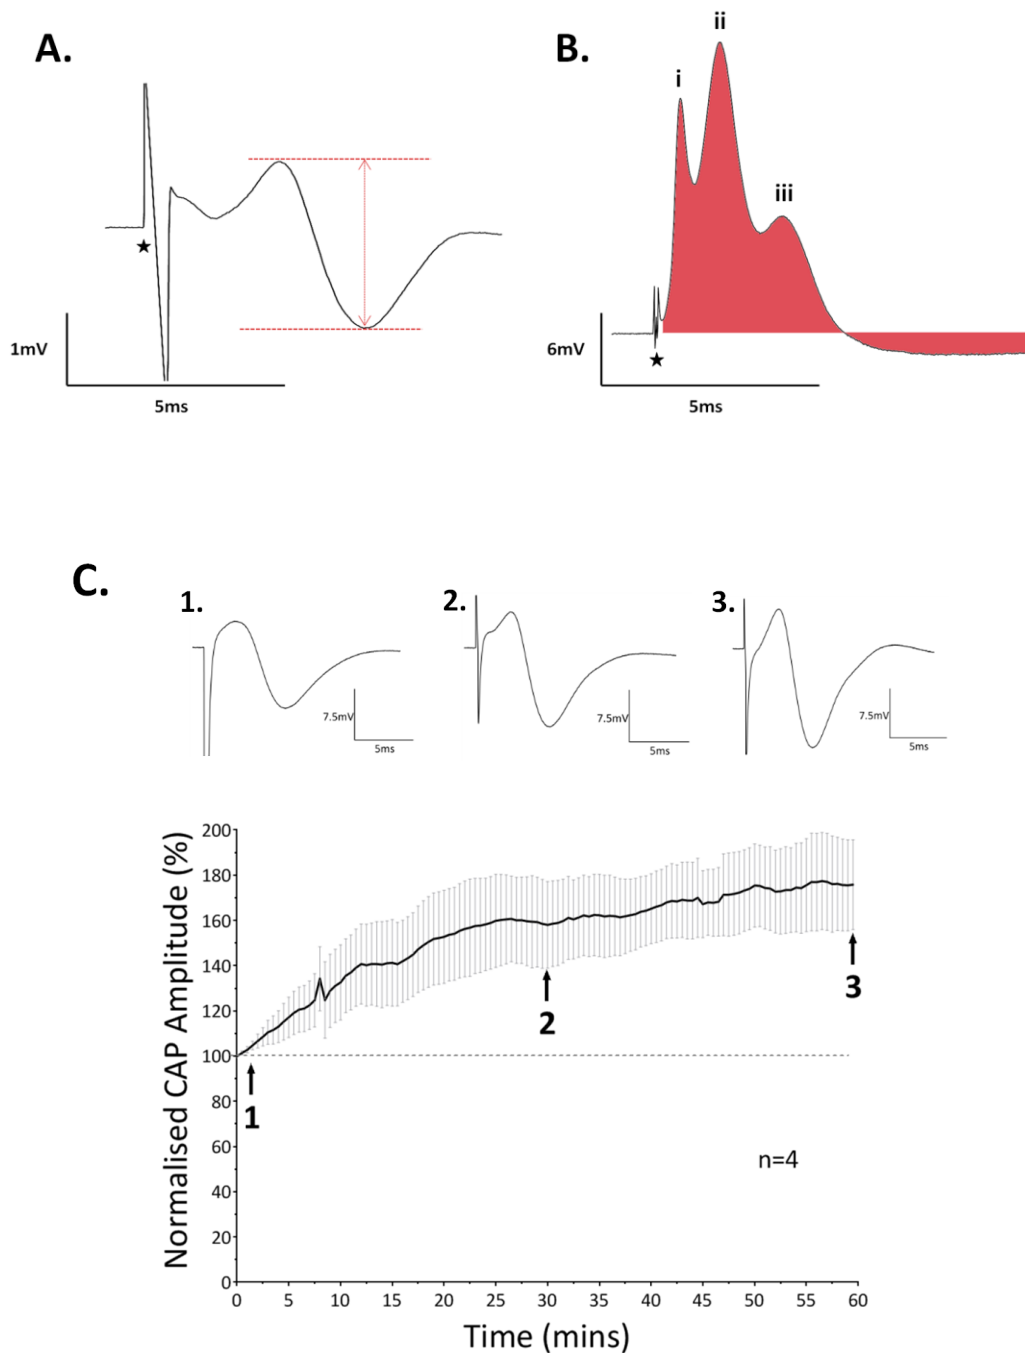 A.
B.
ii
i
iii
★
1mV
5ms
6mV
★
5ms
C.
1.
2.
3.
7.5mV
5ms
7.5mV
5ms
7.5mV
5ms
Normalised CAP Amplitude (%)
200
180
160
140
120
100
80
60
40
20
0
1
2
3
n=4
0 5 10 15 20 25 30 35 40 45 50 55 60
Time (mins)